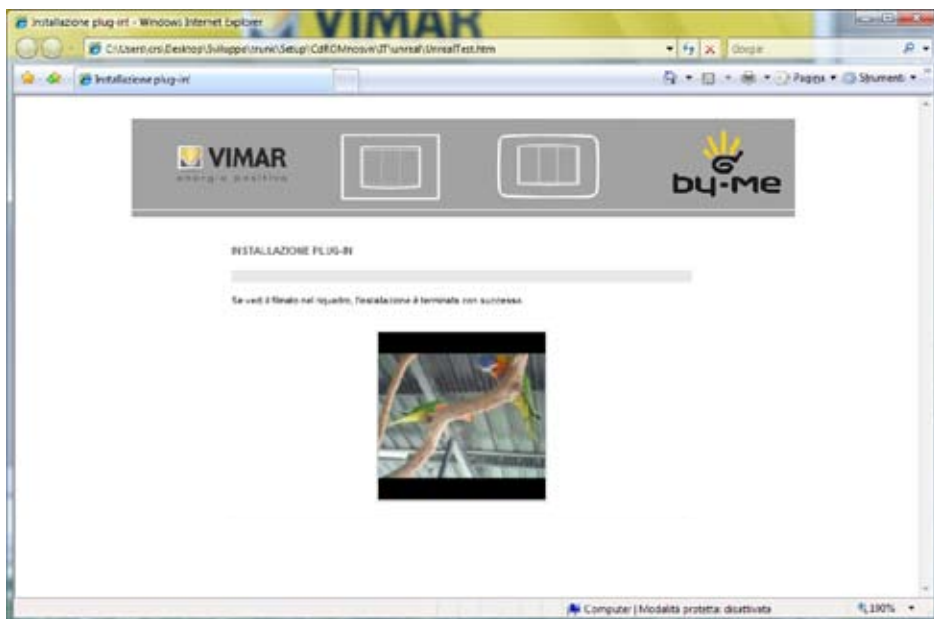 Installazione plug-in! - Windows Internet Explorer
VIMAR
Google
Installazione plug-in!
Pagina
Strumenti
VIMAR
energia positiva
by-me
INSTALLAZIONE PLUG-IN
Se vedi il filmato nel riquadro, l'installazione è terminata con successo.
Computer | Modalità protetta: disattivata
100%